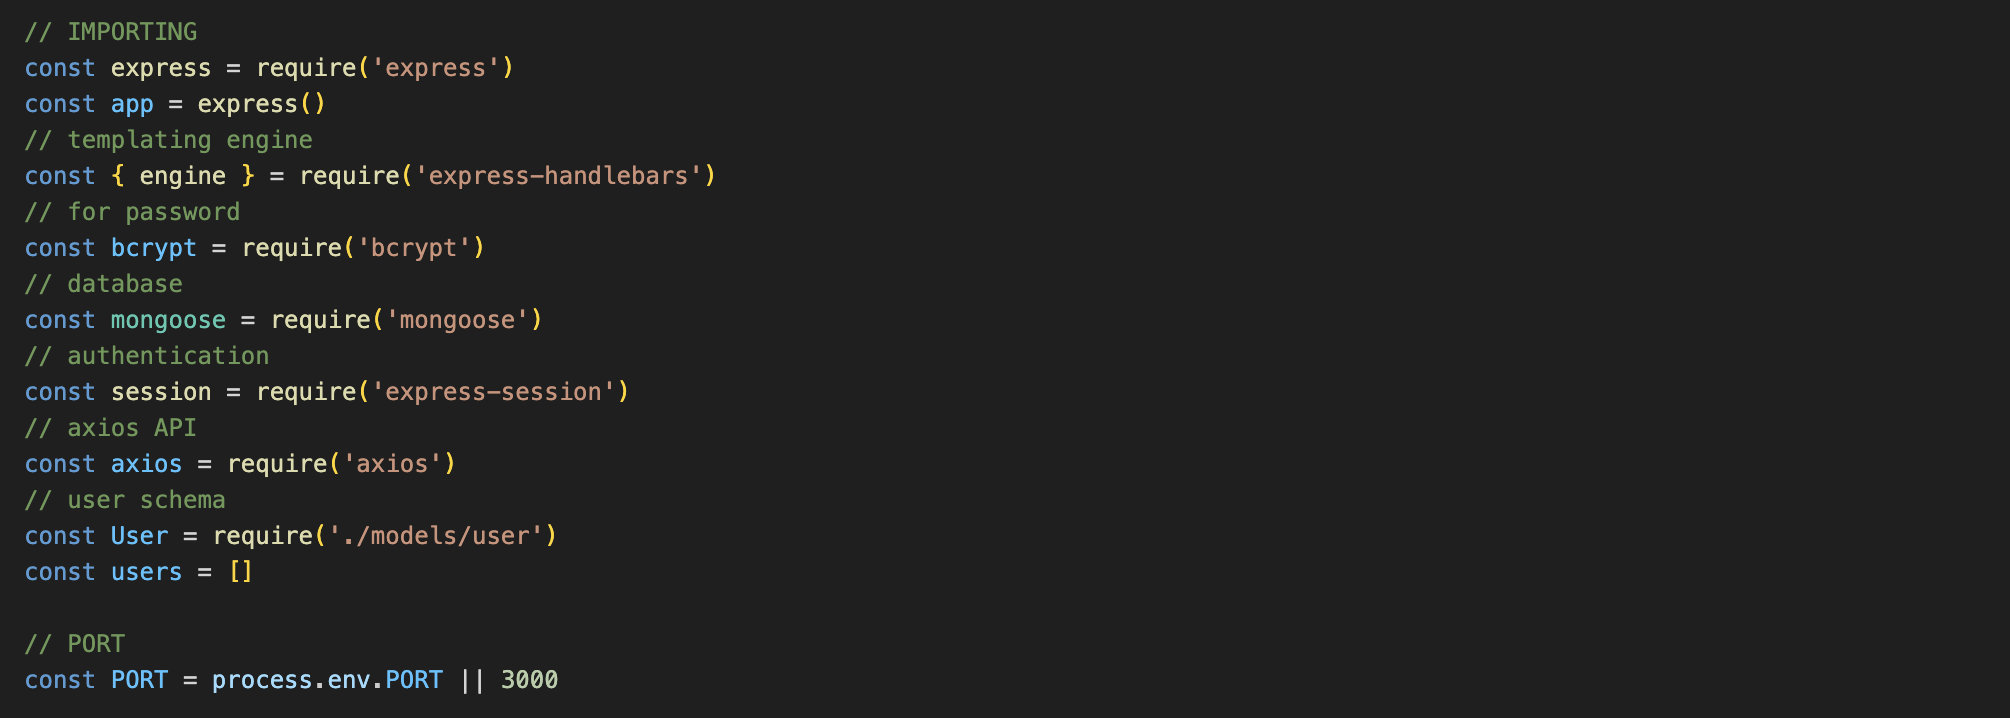 // IMPORTING
const express = require('express')
const app = express()
// templating engine
const { engine } = require('express-handlebars')
// for password
const bcrypt = require('bcrypt')
// database
const mongoose = require('mongoose')
// authentication
const session = require('express-session')
// axios API
const axios = require('axios')
// user schema
const User = require('./models/user')
const users = []

// PORT
const PORT = process.env.PORT || 3000